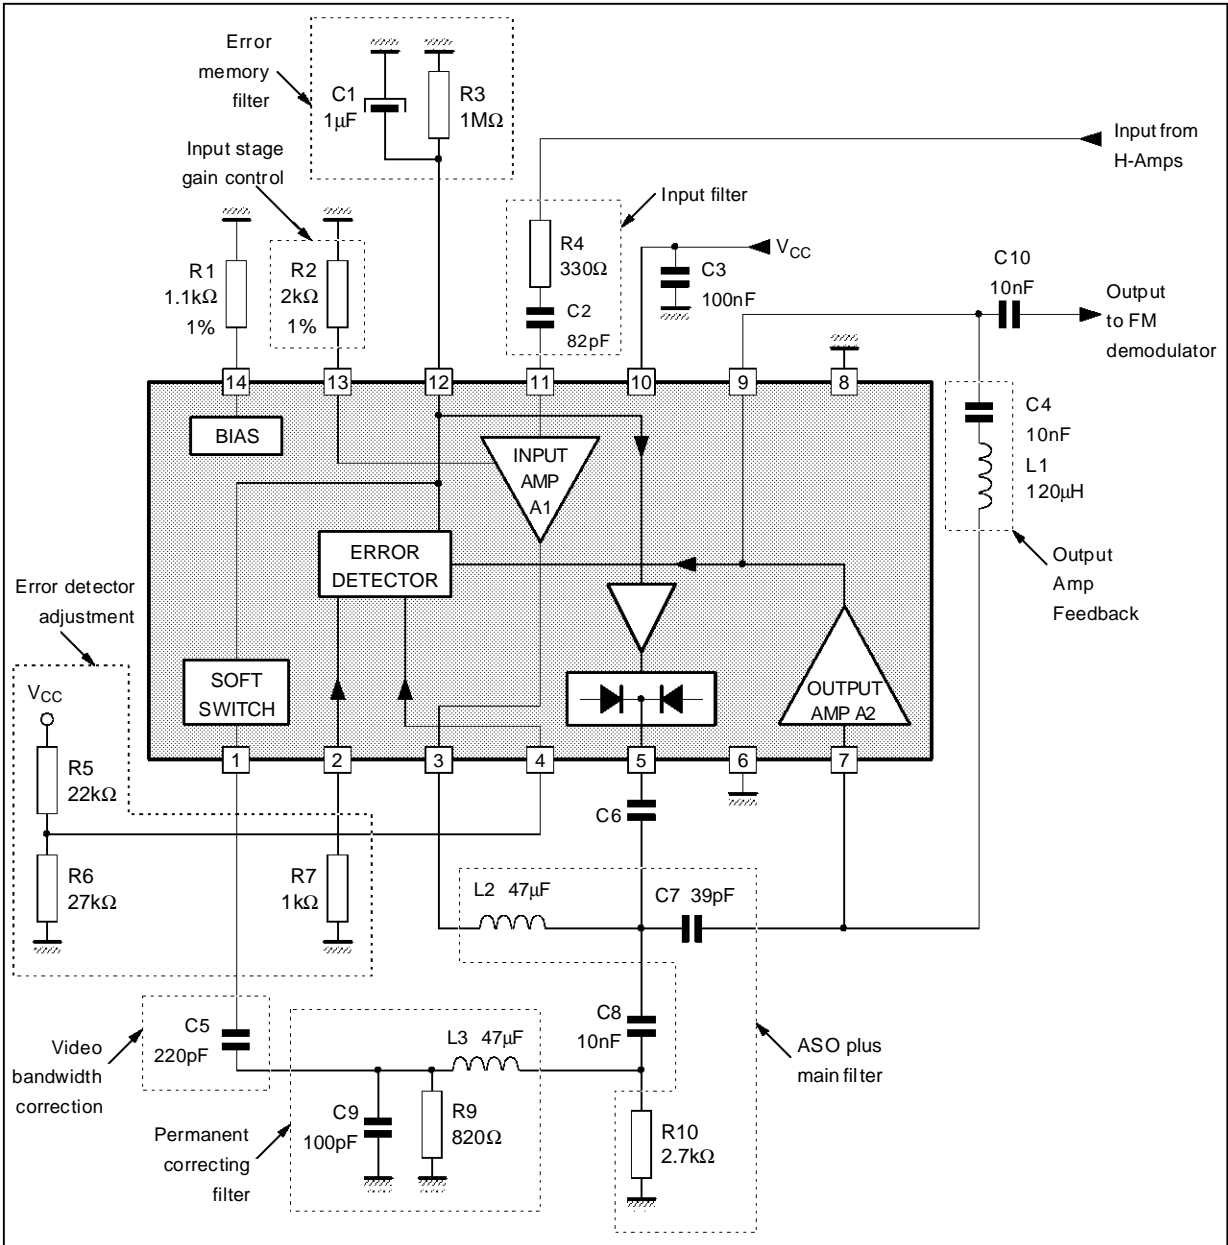 Error
memory
filter
C1
1μF
R3
1MΩ
Input from
H-Amps
Input stage
gain control
Input filter
R1
1.1kΩ
1%
R2
2kΩ
1%
R4
330Ω
C2
82pF
VCC
C3
100nF
C10
10nF
Output
to FM
demodulator
14
13
12
11
10
9
8
BIAS
INPUT
AMP
A1
C4
10nF
L1
120μH
ERROR
DETECTOR
Output
Amp
Feedback
Error detector
adjustment
SOFT
SWITCH
OUTPUT
AMP A2
VCC
1
2
3
4
5
6
7
R5
22kΩ
C6
R6
27kΩ
R7
1kΩ
L2 47μF
C7 39pF
C5
220pF
Video
bandwidth
correction
L3 47μF
C8
10nF
ASO plus
main filter
C9
100pF
R9
820Ω
R10
2.7kΩ
Permanent
correcting
filter